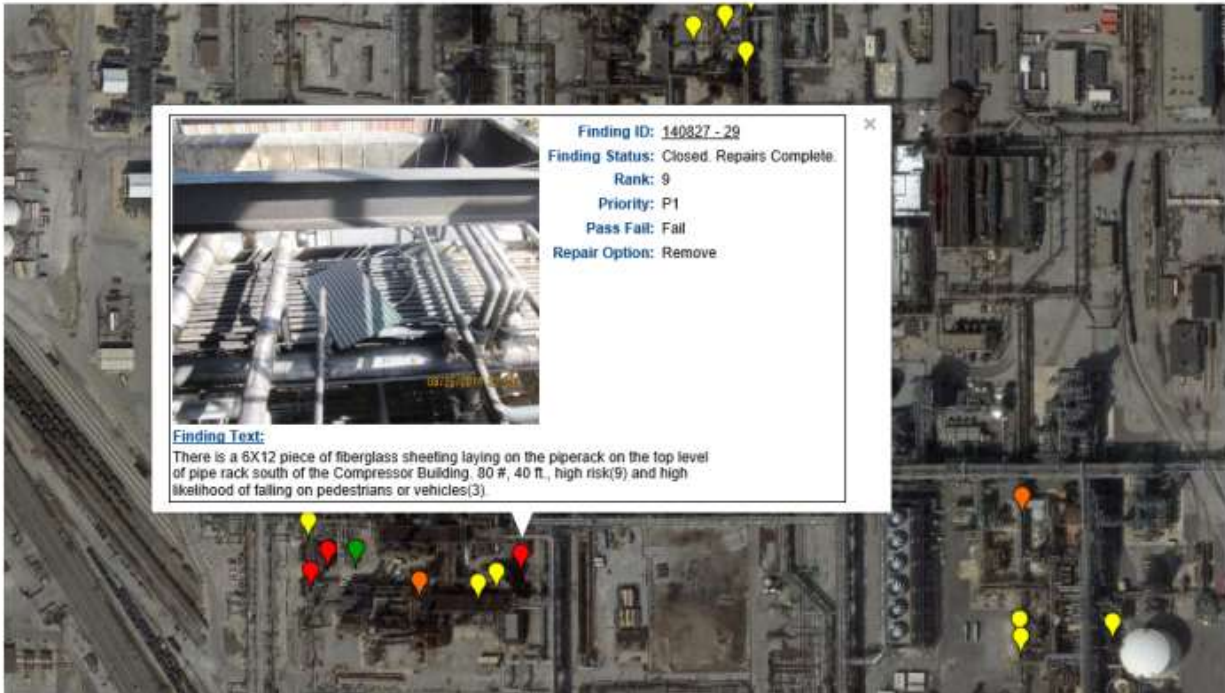 Finding ID: 140827 - 29
Finding Status: Closed. Repairs Complete.
Rank: 9
Priority: P1
Pass Fail: Fail
Repair Option: Remove
Finding Text:
There is a 6X12 piece of fiberglass sheeting laying on the piperack on the top level
of pipe rack south of the Compressor Building. 80 #, 40 ft., high risk(9) and high
likelihood of falling on pedestrians or vehicles(3).